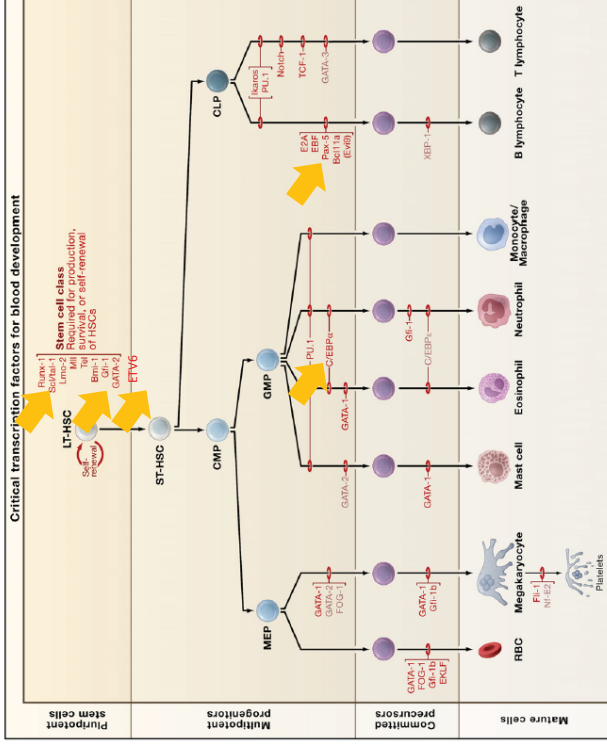 Critical transcription factors for blood development
Pluripotent
stem cells
Multipotent
progenitors
Committed
precursors
Mature cells
LT-HSC
Self-
renewal
Runx-1
Scl/tal-1
Lmo-2
Mll
Tel
Bmi-1
Gfi-1
GATA-2
ETV6
Stem cell class
Required for production,
survival, or self-renewal
of HSCs
ST-HSC
CMP
CLP
MEP
GMP
Ikaros
PU.1
Notch
TCF-1
GATA-3
E2A
EBF
Pax-5
Bcl11a
(Evi9)
XBP-1
PU.1
C/EBPα
GATA-1
GATA-2
GATA-1
Gfi-1
C/EBPε
GATA-1
GATA-2
FOG-1
GATA-1
Gfi-1b
GATA-1
FOG-1
Gfi-1b
EKLF
Fli-1
Nf-E2
RBC
Megakaryocyte
Platelets
Mast cell
Eosinophil
Neutrophil
Monocyte/
Macrophage
B lymphocyte
T lymphocyte